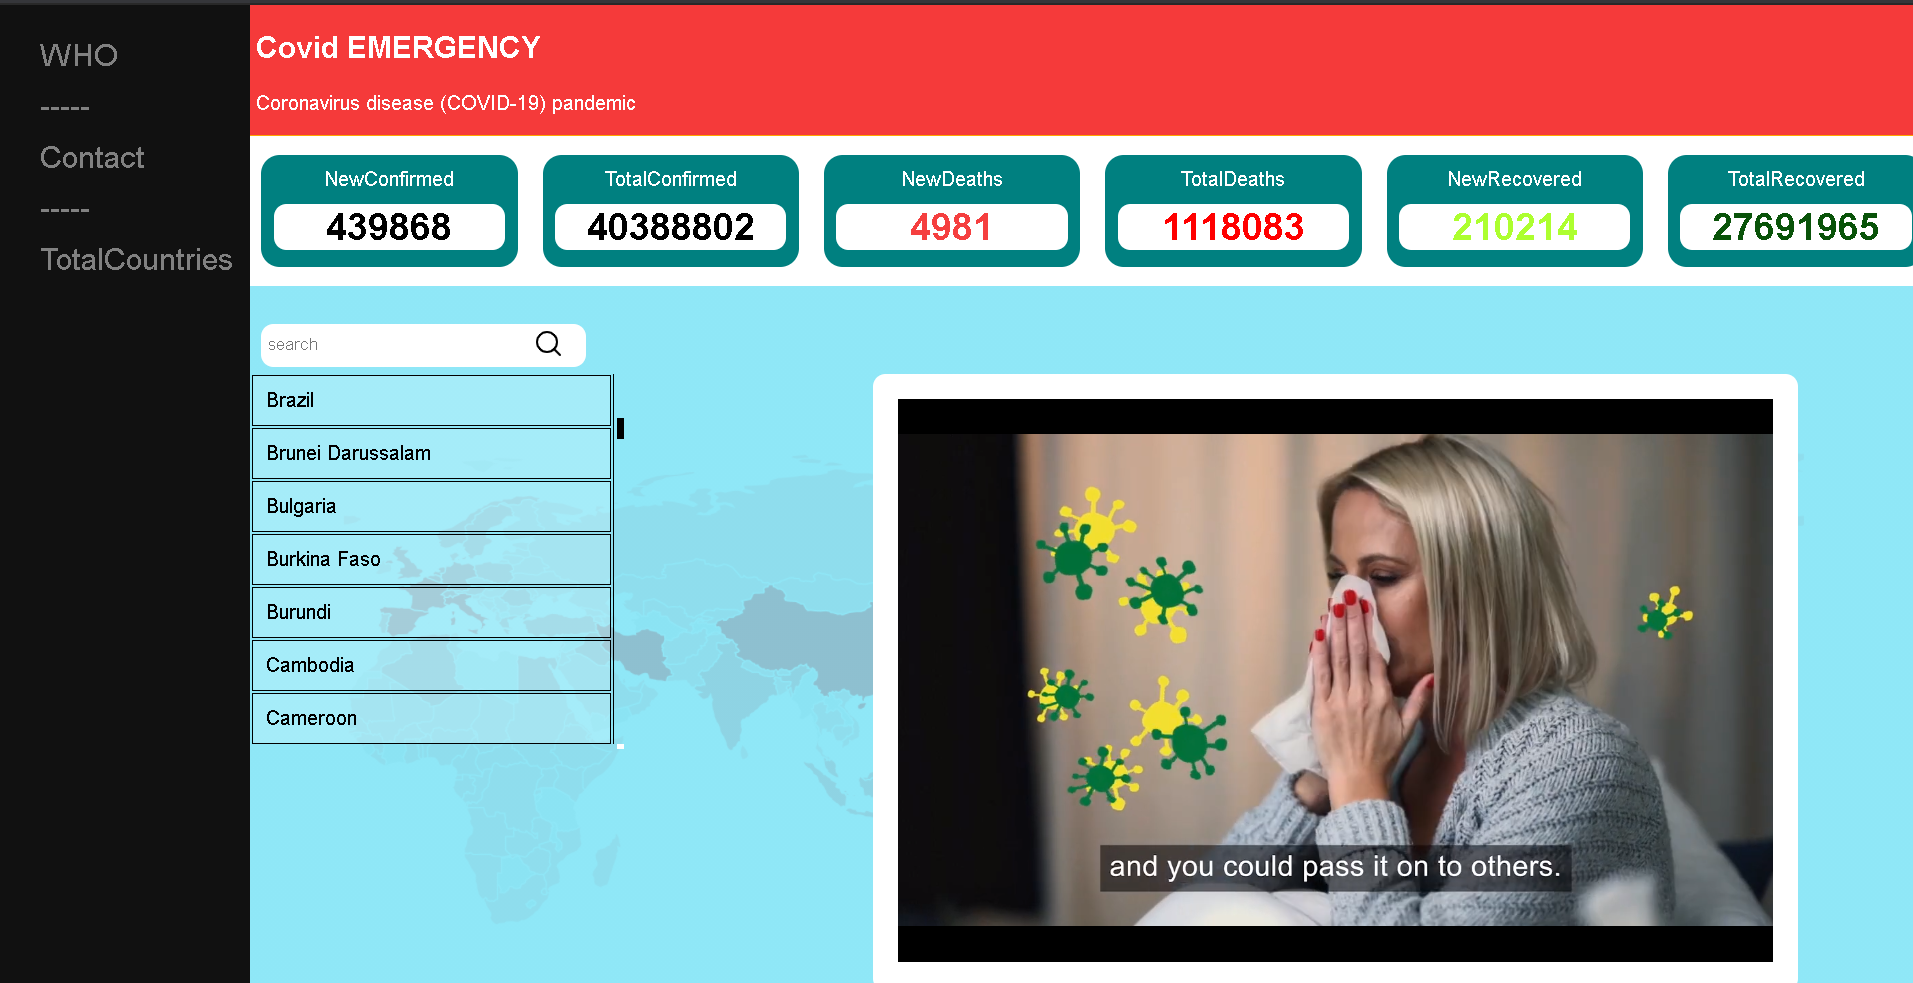 WHO
-----
Contact
-----
TotalCountries
Covid EMERGENCY
Coronavirus disease (COVID-19) pandemic
NewConfirmed
439868
TotalConfirmed
40388802
NewDeaths
4981
TotalDeaths
1118083
NewRecovered
210214
TotalRecovered
27691965
search
Brazil
Brunei Darussalam
Bulgaria
Burkina Faso
Burundi
Cambodia
Cameroon
and you could pass it on to others.